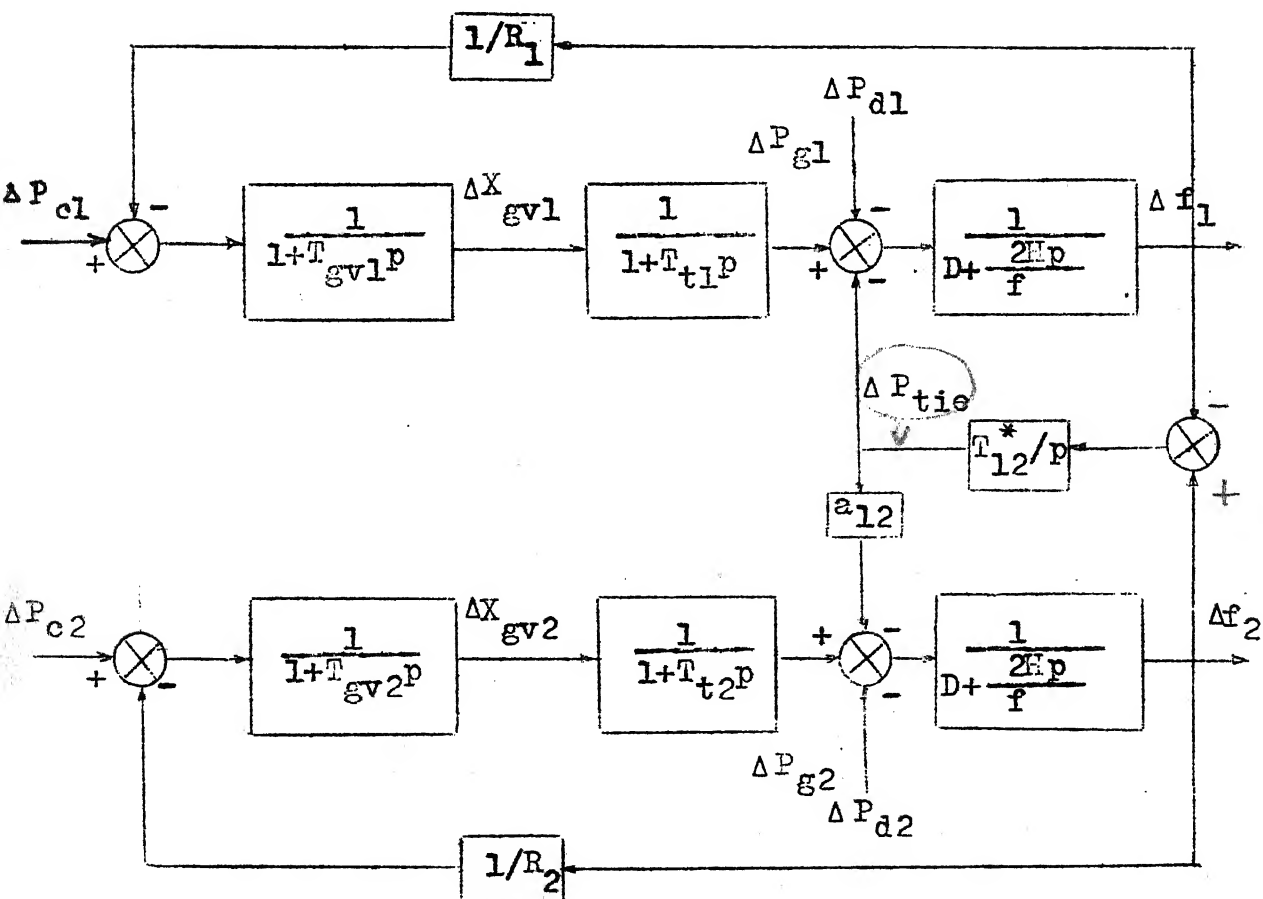 1/R1
ΔPd1
ΔPg1
ΔPc1
-
+
1
1+Tgv1p
ΔXgv1
1
1+Tt1p
+
-
-
1
D+2Hp
f
Δf1
ΔPtie
T12*/p
-
+
a12
ΔPc2
+
-
1
1+Tgv2p
ΔXgv2
1
1+Tt2p
+
-
-
1
D+2Hp
f
Δf2
ΔPg2
ΔPd2
1/R2